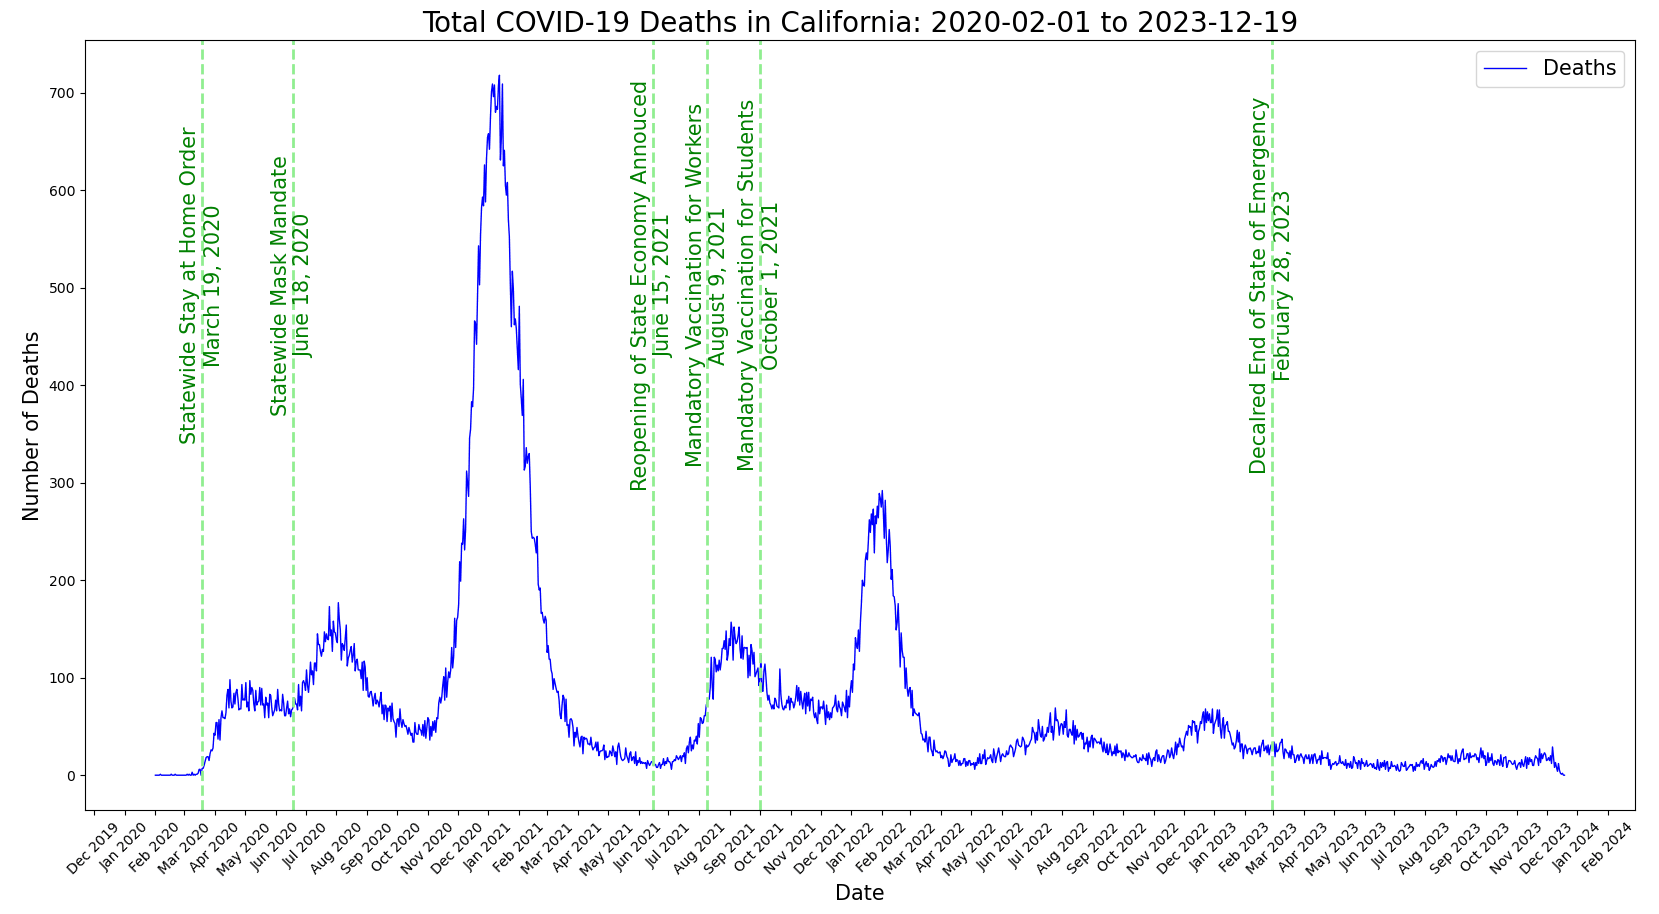 Total COVID-19 Deaths in California: 2020-02-01 to 2023-12-19
Deaths
Number of Deaths
700
600
500
400
300
200
100
0
Statewide Stay at Home Order
March 19, 2020
Statewide Mask Mandate
June 18, 2020
Reopening of State Economy Annouced
June 15, 2021
Mandatory Vaccination for Workers
August 9, 2021
Mandatory Vaccination for Students
October 1, 2021
Decalred End of State of Emergency
February 28, 2023
Dec 2019
Jan 2020
Feb 2020
Mar 2020
Apr 2020
May 2020
Jun 2020
Jul 2020
Aug 2020
Sep 2020
Oct 2020
Nov 2020
Dec 2020
Jan 2021
Feb 2021
Mar 2021
Apr 2021
May 2021
Jun 2021
Jul 2021
Aug 2021
Sep 2021
Oct 2021
Nov 2021
Dec 2021
Jan 2022
Feb 2022
Mar 2022
Apr 2022
May 2022
Jun 2022
Jul 2022
Aug 2022
Sep 2022
Oct 2022
Nov 2022
Dec 2022
Jan 2023
Feb 2023
Mar 2023
Apr 2023
May 2023
Jun 2023
Jul 2023
Aug 2023
Sep 2023
Oct 2023
Nov 2023
Dec 2023
Jan 2024
Feb 2024
Date